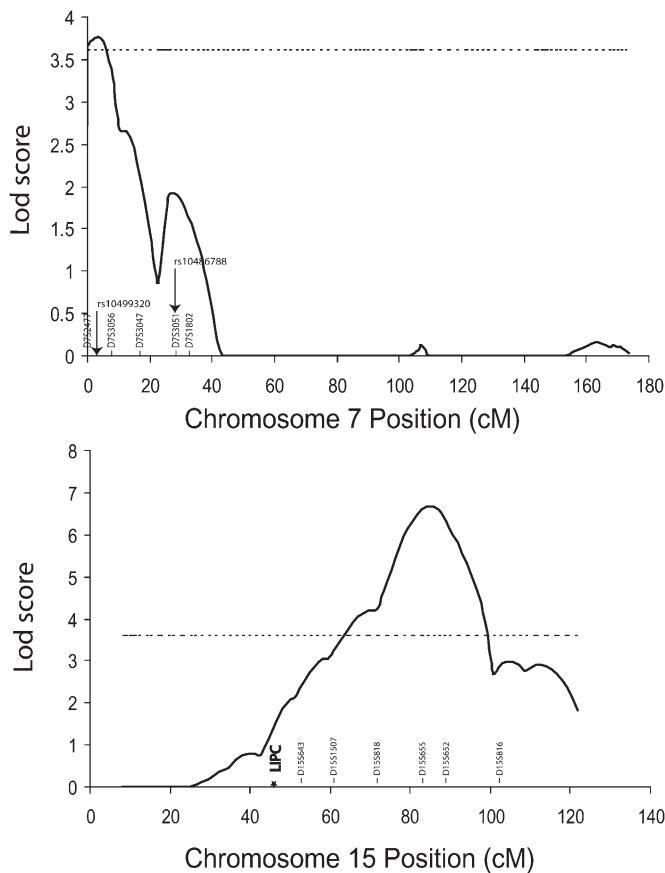 4
3.5
3
2.5
2
1.5
1
0.5
0
Lod score
rs10486788
rs10499320
D7S2477
D7S3056
D7S3047
D7S3051
D7S1802
0 20 40 60 80 100 120 140 160 180
Chromosome 7 Position (cM)
8
7
6
5
4
3
2
1
0
Lod score
LIPC
D15S643
D15S1507
D15S818
D15S655
D15S652
D15S816
0 20 40 60 80 100 120 140
Chromosome 15 Position (cM)